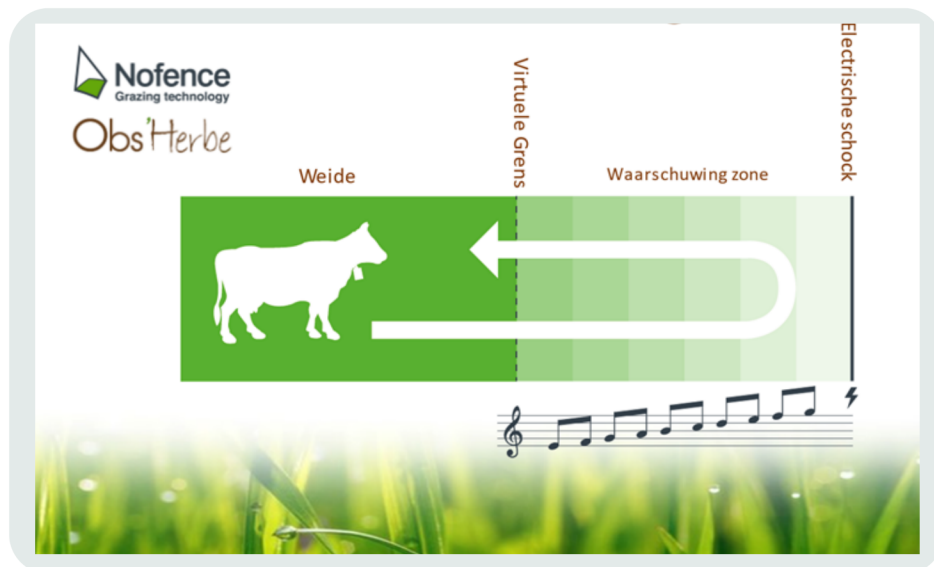 Nofence
Grazing technology
Obs'Herbe
Weide
Virtuele Grens
Waarschuwing zone
Electrische schock